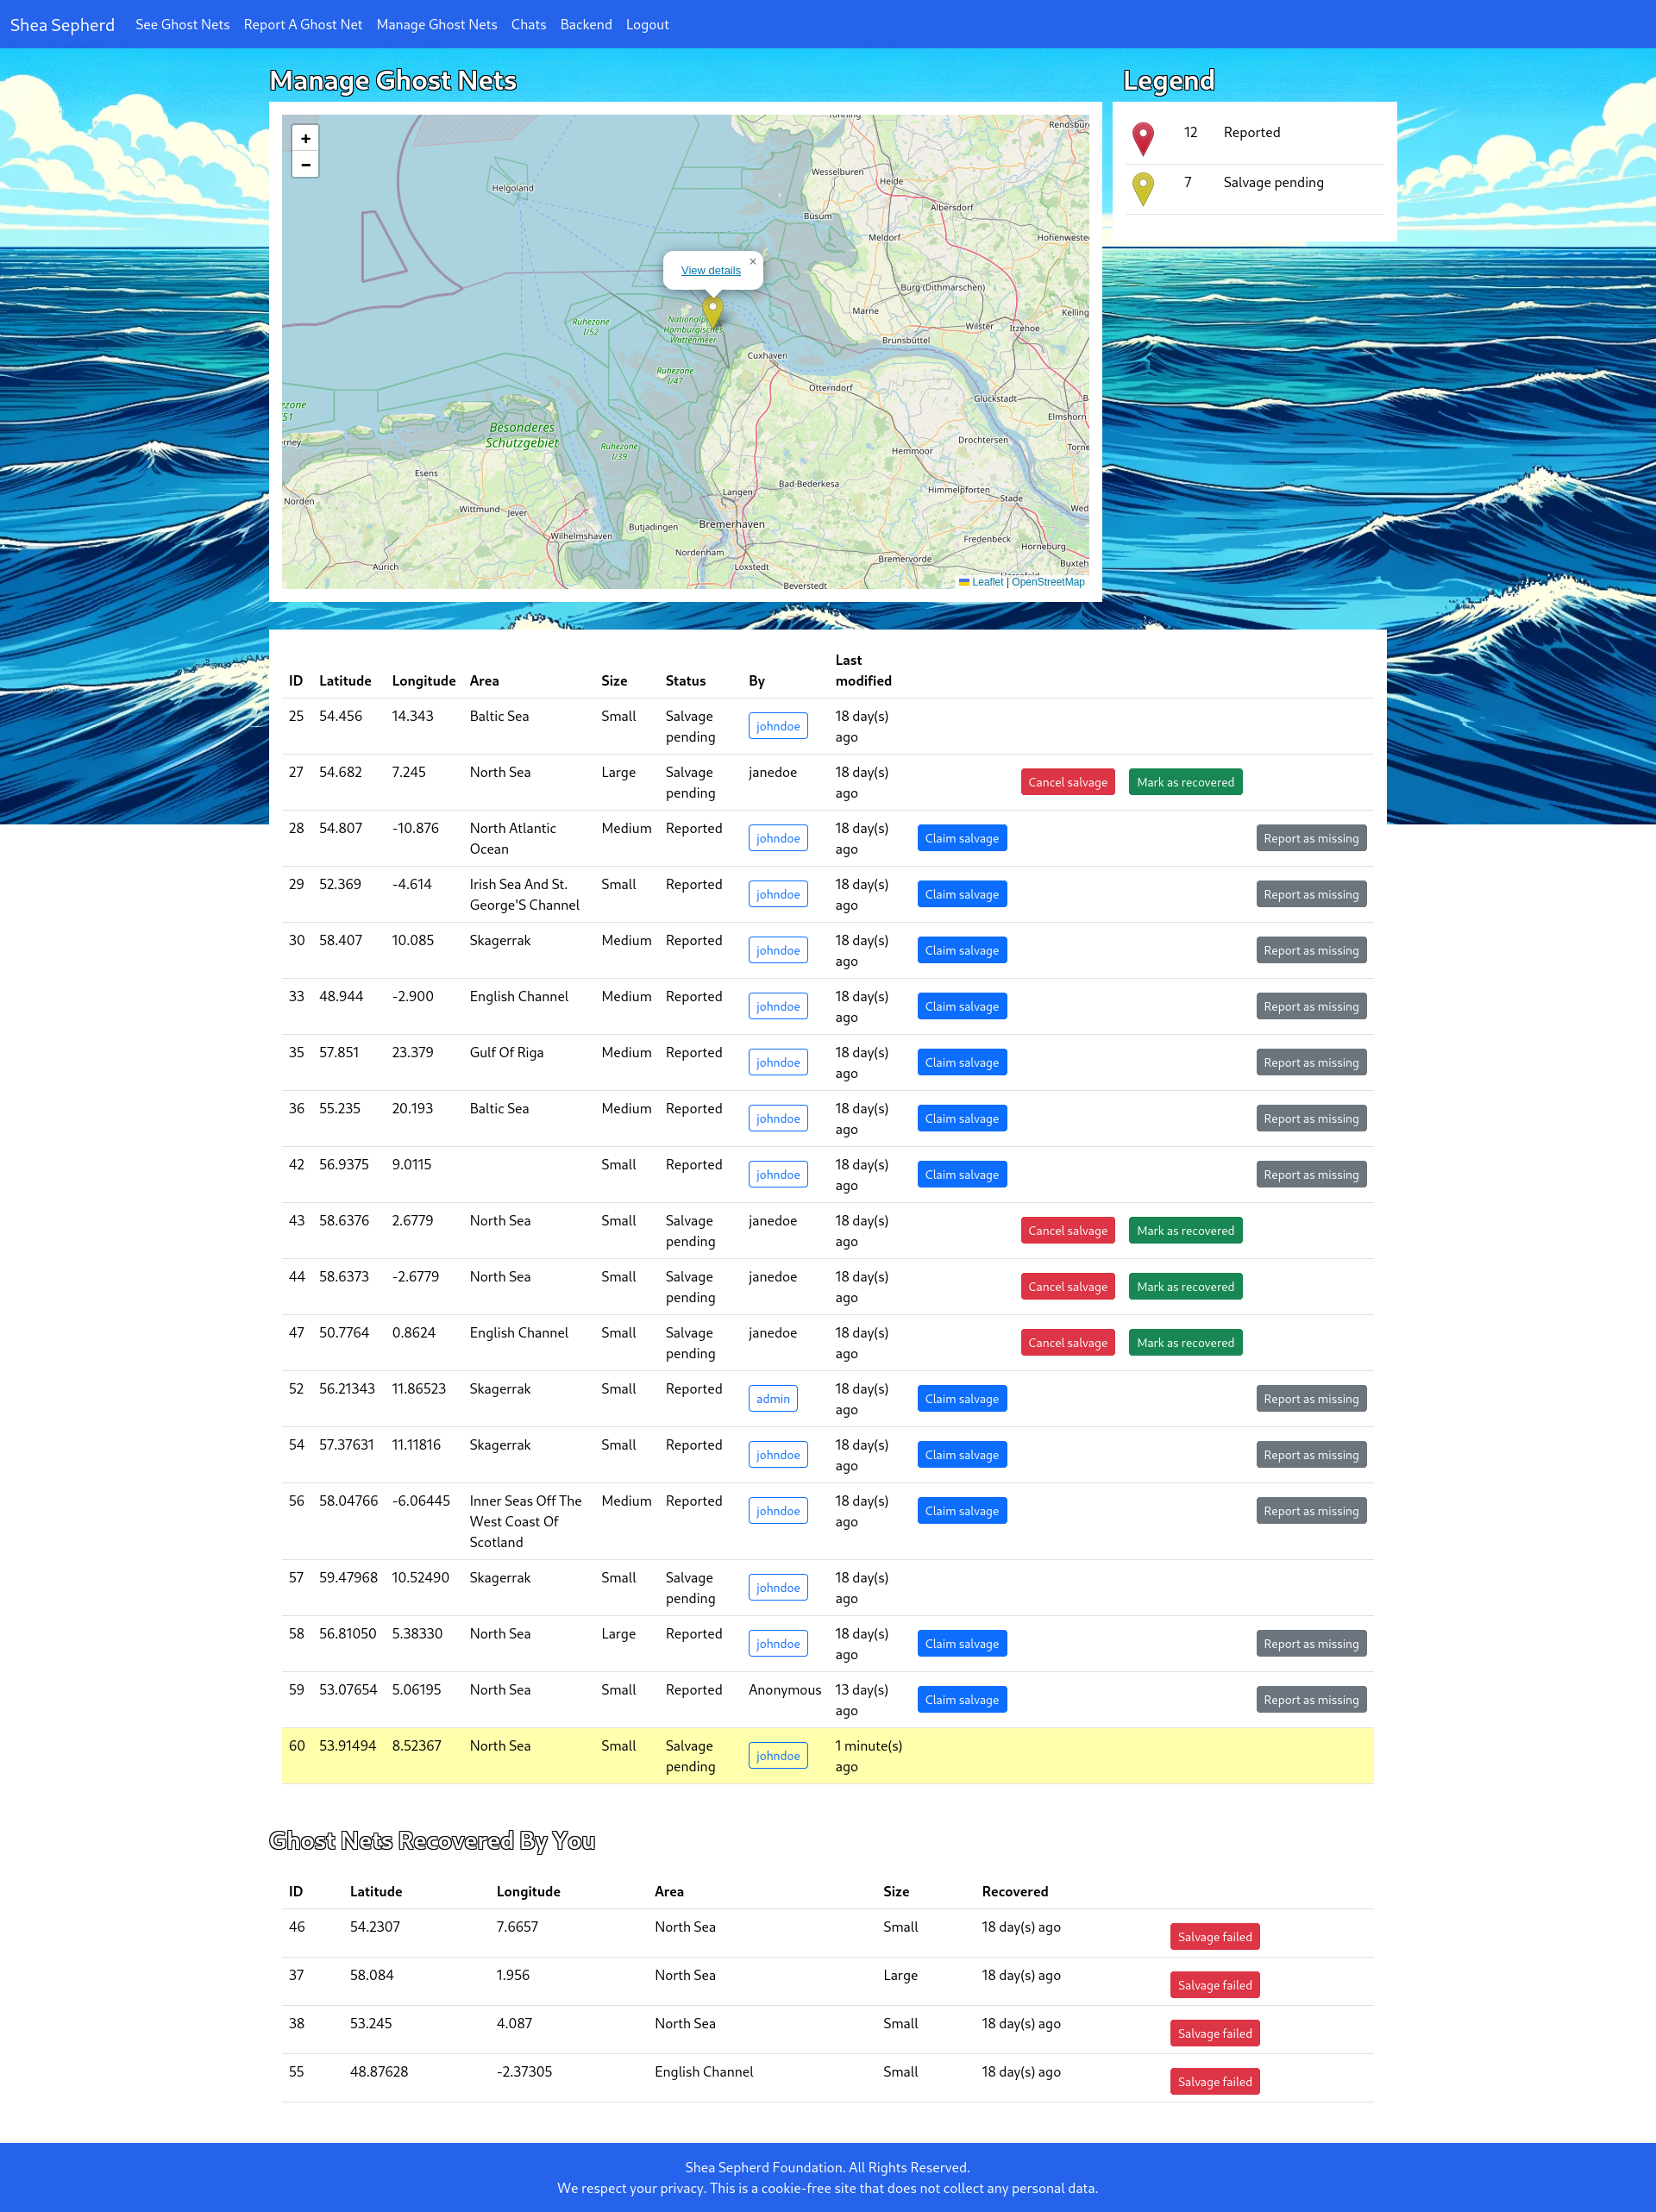 Shea Sepherd See Ghost Nets Report A Ghost Net Manage Ghost Nets Chats Backend Logout
Manage Ghost Nets
+
−
Helgoland
Tönning
Rendsburg
Wesselburen
Heide
Büsum
Albersdorf
Meldorf
Hohenweste
View details
×
Burg (Dithmarschen)
Marne
Kelling
Ruhezone
I/52
Nationalpark
Hamburgisches
Wattenmeer
Wilster
Itzehoe
Brunsbüttel
Cuxhaven
Ruhezone
I/47
Otterndorf
Glückstadt
ezone
/51
Elmshorn
Besonderes
Schutzgebiet
erney
Ruhezone
I/39
Drochtersen
Hemmoor
Torne
Esens
Bad Bederkesa
Langen
Himmelpforten
Stade
Norden
Wittmund
Jever
Wed
Butjadingen
Bremerhaven
Wilhelmshaven
Fredenbeck
Horneburg
Nordenham
Bremervörde
Buxteh
Aurich
Loxstedt
Beverstedt
Leaflet | OpenStreetMap
Legend
12 Reported
7 Salvage pending
ID Latitude Longitude Area Size Status By Last
modified
25 54.456 14.343 Baltic Sea Small Salvage johndoe 18 day(s)
pending ago
27 54.682 7.245 North Sea Large Salvage janedoe 18 day(s) Cancel salvage Mark as recovered
pending ago
28 54.807 -10.876 North Atlantic Medium Reported johndoe 18 day(s) Claim salvage Report as missing
Ocean ago
29 52.369 -4.614 Irish Sea And St. Small Reported johndoe 18 day(s) Claim salvage Report as missing
George'S Channel ago
30 58.407 10.085 Skagerrak Medium Reported johndoe 18 day(s) Claim salvage Report as missing
ago
33 48.944 -2.900 English Channel Medium Reported johndoe 18 day(s) Claim salvage Report as missing
ago
35 57.851 23.379 Gulf Of Riga Medium Reported johndoe 18 day(s) Claim salvage Report as missing
ago
36 55.235 20.193 Baltic Sea Medium Reported johndoe 18 day(s) Claim salvage Report as missing
ago
42 56.9375 9.0115 Small Reported johndoe 18 day(s) Claim salvage Report as missing
ago
43 58.6376 2.6779 North Sea Small Salvage janedoe 18 day(s) Cancel salvage Mark as recovered
pending ago
44 58.6373 -2.6779 North Sea Small Salvage janedoe 18 day(s) Cancel salvage Mark as recovered
pending ago
47 50.7764 0.8624 English Channel Small Salvage janedoe 18 day(s) Cancel salvage Mark as recovered
pending ago
52 56.21343 11.86523 Skagerrak Small Reported admin 18 day(s) Claim salvage Report as missing
ago
54 57.37631 11.11816 Skagerrak Small Reported johndoe 18 day(s) Claim salvage Report as missing
ago
56 58.04766 -6.06445 Inner Seas Off The Medium Reported johndoe 18 day(s) Claim salvage Report as missing
West Coast Of ago
Scotland
57 59.47968 10.52490 Skagerrak Small Salvage johndoe 18 day(s)
pending ago
58 56.81050 5.38330 North Sea Large Reported johndoe 18 day(s) Claim salvage Report as missing
ago
59 53.07654 5.06195 North Sea Small Reported Anonymous 13 day(s) Claim salvage Report as missing
ago
60 53.91494 8.52367 North Sea Small Salvage johndoe 1 minute(s)
pending ago
Ghost Nets Recovered By You
ID Latitude Longitude Area Size Recovered
46 54.2307 7.6657 North Sea Small 18 day(s) ago Salvage failed
37 58.084 1.956 North Sea Large 18 day(s) ago Salvage failed
38 53.245 4.087 North Sea Small 18 day(s) ago Salvage failed
55 48.87628 -2.37305 English Channel Small 18 day(s) ago Salvage failed
Shea Sepherd Foundation. All Rights Reserved.
We respect your privacy. This is a cookie-free site that does not collect any personal data.